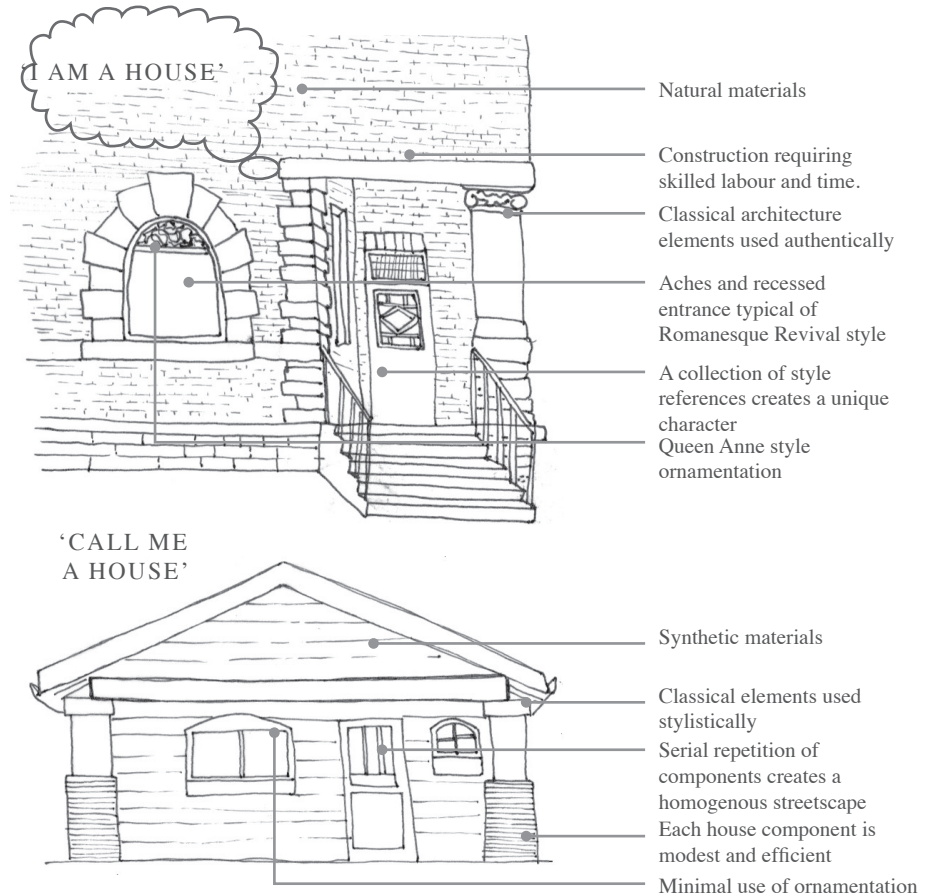 ‘I AM A HOUSE’
Natural materials
Construction requiring
skilled labour and time.
Classical architecture
elements used authentically
Aches and recessed
entrance typical of
Romanesque Revival style
A collection of style
references creates a unique
character
Queen Anne style
ornamentation
‘CALL ME
A HOUSE’
Synthetic materials
Classical elements used
stylistically
Serial repetition of
components creates a
homogenous streetscape
Each house component is
modest and efficient
Minimal use of ornamentation